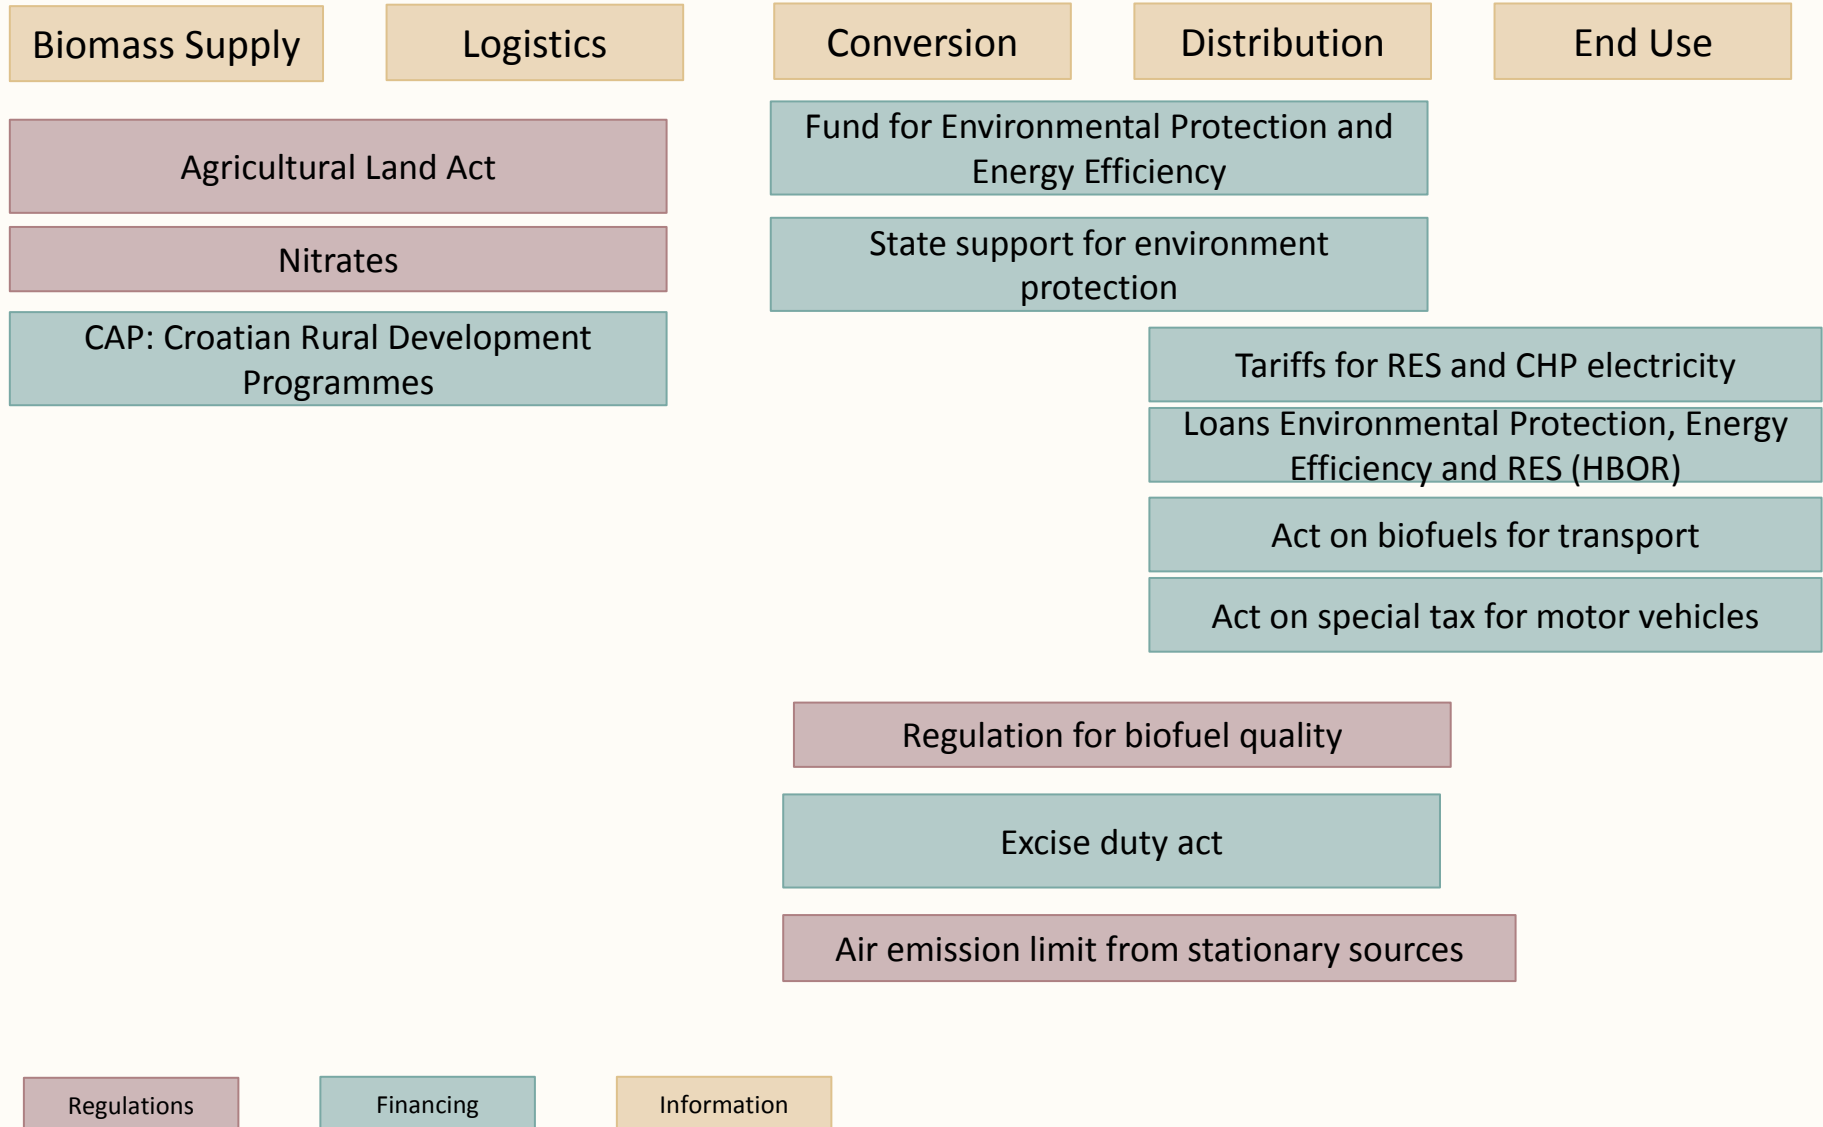 Biomass Supply
Logistics
Conversion
Distribution
End Use
Agricultural Land Act
Nitrates
CAP: Croatian Rural Development
Programmes
Fund for Environmental Protection and
Energy Efficiency
State support for environment
protection
Tariffs for RES and CHP electricity
Loans Environmental Protection, Energy
Efficiency and RES (HBOR)
Act on biofuels for transport
Act on special tax for motor vehicles
Regulation for biofuel quality
Excise duty act
Air emission limit from stationary sources
Regulations
Financing
Information